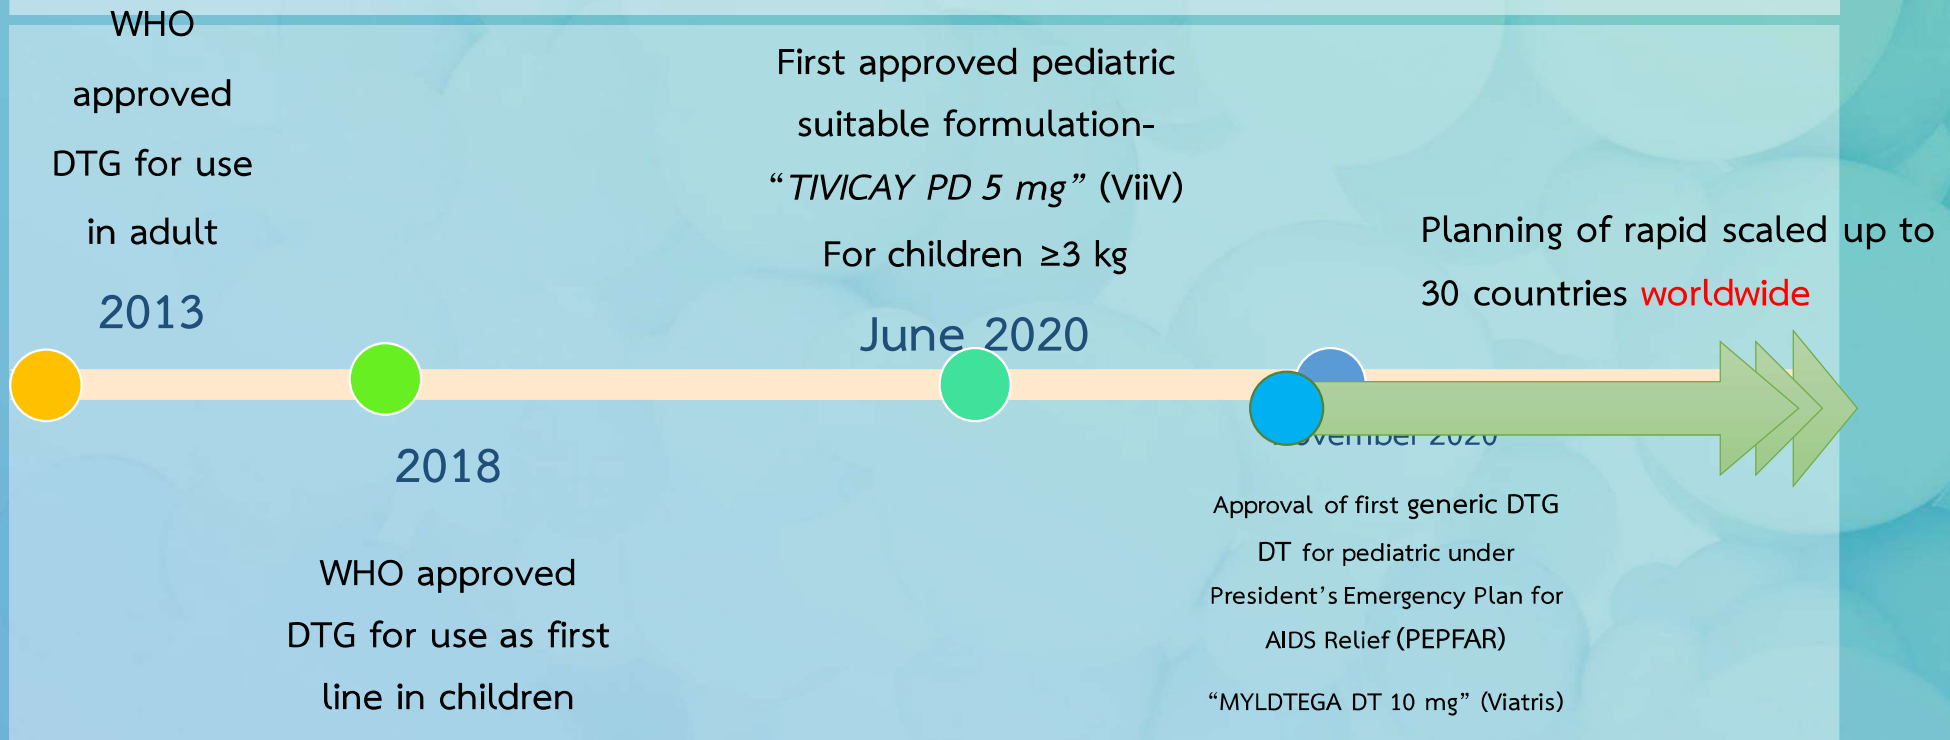 WHO
approved
DTG for use
in adult
2013
2018
WHO approved
DTG for use as first
line in children
First approved pediatric
suitable formulation-
“TIVICAY PD 5 mg” (ViiV)
For children ≥3 kg
June 2020
November 2020
Approval of first generic DTG
DT for pediatric under
President’s Emergency Plan for
AIDS Relief (PEPFAR)
“MYLDTEGA DT 10 mg” (Viatris)
Planning of rapid scaled up to
30 countries worldwide